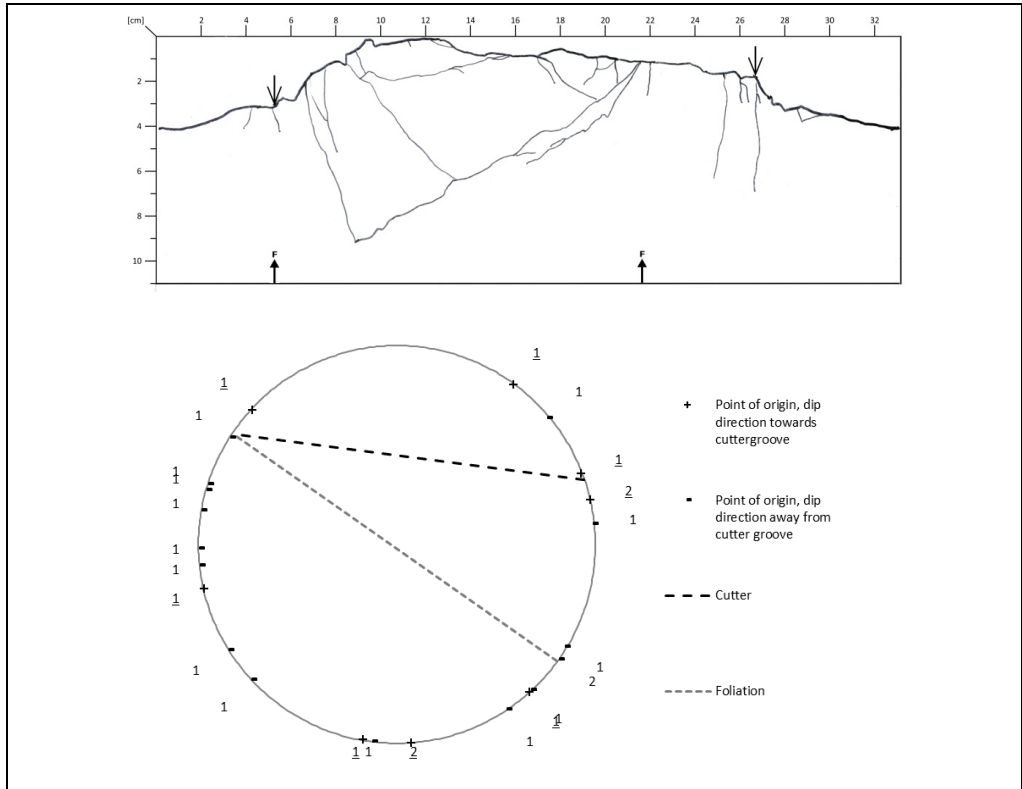 [cm] 2 4 6 8 10 12 14 16 18 20 22 24 26 28 30 32
2
4
6
8
10
F F
1
1
1
1
1
1
1
1
1
2
1
1
1
1
1
1
1
2
1
1
1
1
1 1 2
Point of origin, dip
direction towards
cuttergroove
Point of origin, dip
direction away from
cutter groove
Cutter
Foliation